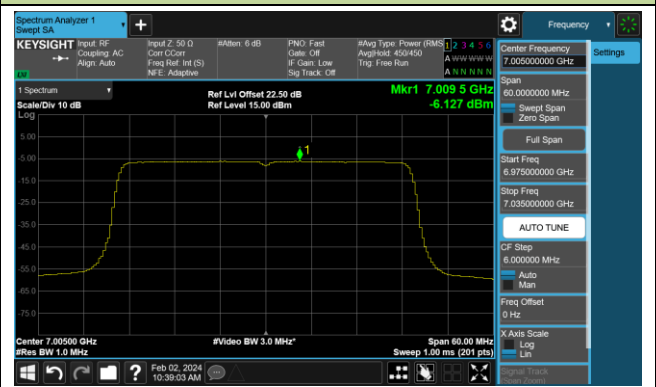 Spectrum Analyzer 1
Swept SA
Frequency
KEYSIGHT
Input: RF
Coupling: AC
Align: Auto
Input Z: 50 Ω
Corr CCorr
Freq Ref: Int (S)
NFE: Adaptive
#Atten: 6 dB
PNO: Fast
Gate: Off
IF Gain: Low
Sig Track: Off
#Avg Type: Power (RMS
Avg|Hold: 450/450
Trig: Free Run
1 2 3 4 5 6
A W W W W W
A N N N N N
LXI
1 Spectrum
Scale/Div 10 dB
Log
Ref Lvl Offset 22.50 dB
Ref Level 15.00 dBm
Mkr1 7.009 5 GHz
-6.127 dBm
5.00
-5.00
-15.0
-25.0
-35.0
-45.0
-55.0
-65.0
-75.0
1
Center 7.00500 GHz
#Res BW 1.0 MHz
#Video BW 3.0 MHz*
Span 60.00 MHz
Sweep 1.00 ms (201 pts)
Feb 02, 2024
10:39:03 AM
Center Frequency
7.00500000 GHz
Settings
Span
60.0000000 MHz
Swept Span
Zero Span
Full Span
Start Freq
6.975000000 GHz
Stop Freq
7.035000000 GHz
AUTO TUNE
CF Step
6.000000 MHz
Auto
Man
Freq Offset
0 Hz
X Axis Scale
Log
Lin
Signal Track
(Span Zoom)